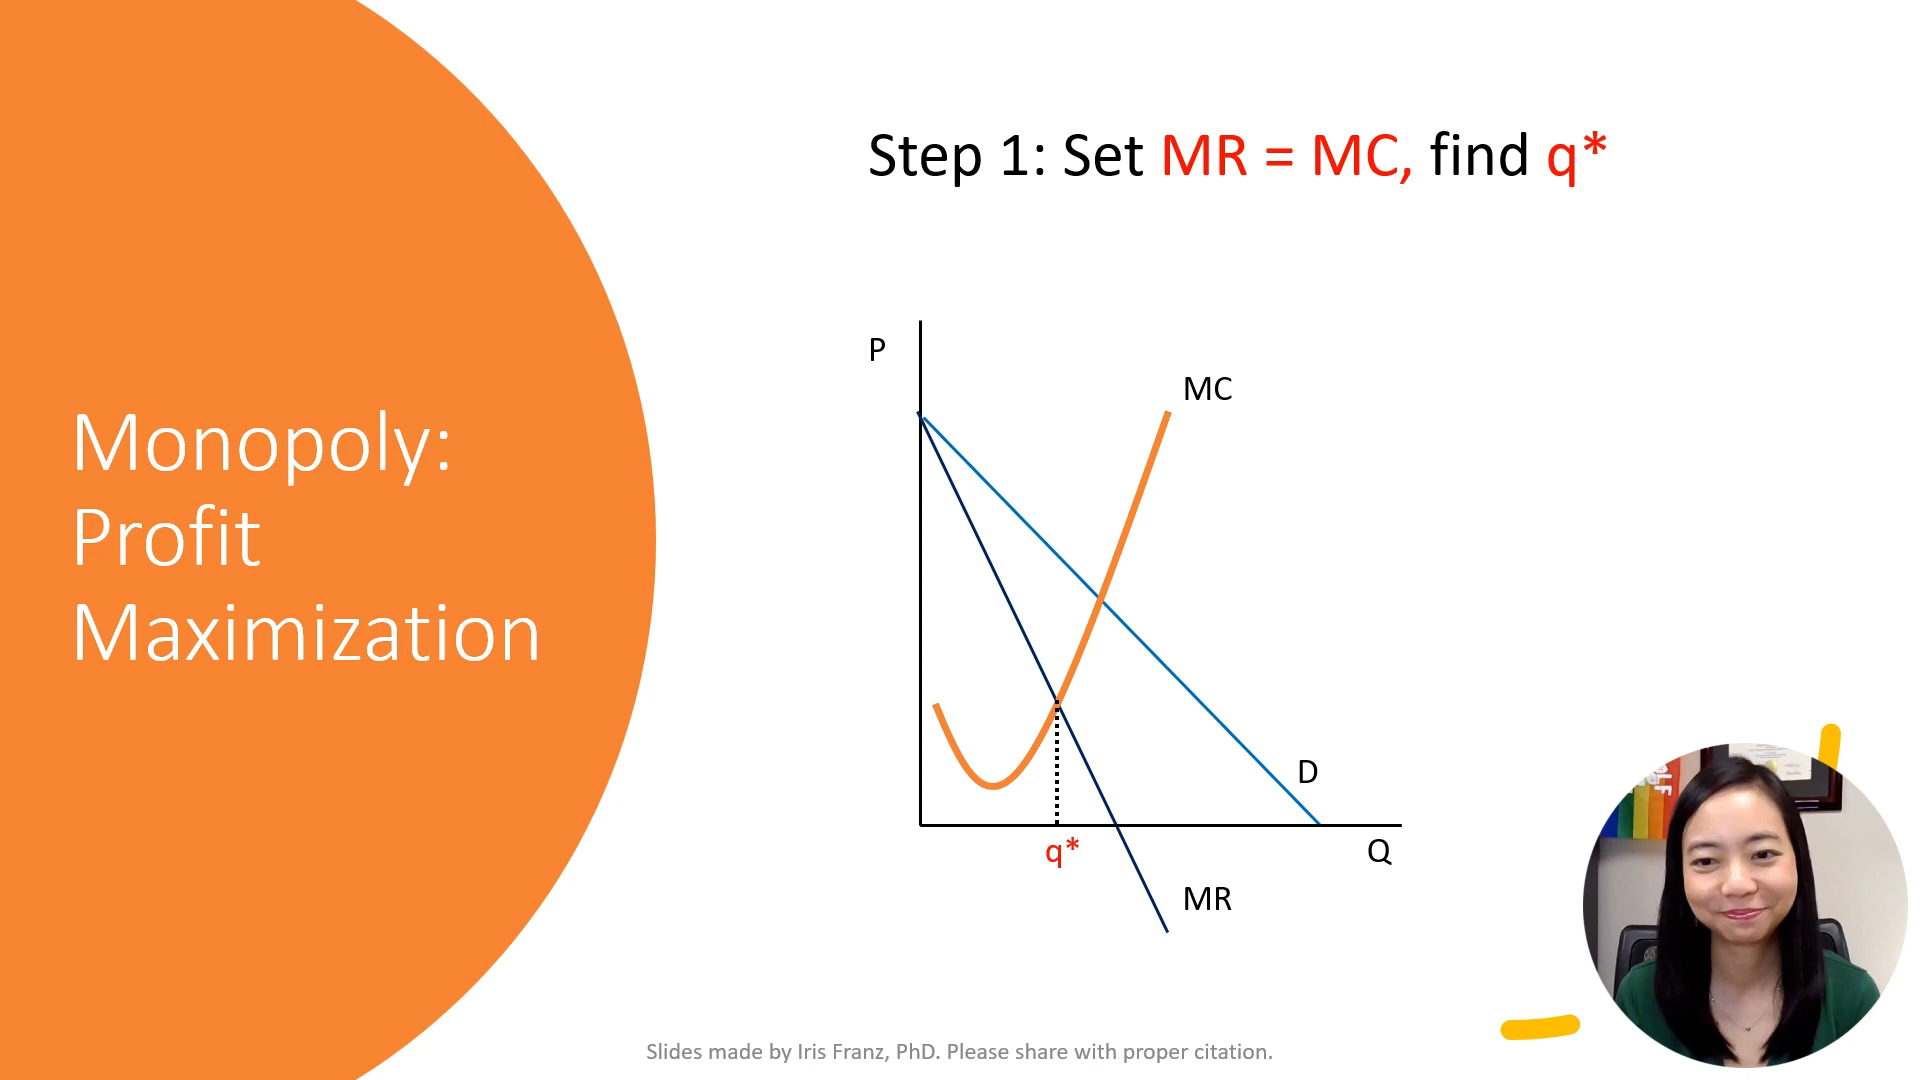 Step 1: Set MR = MC, find q*
Monopoly:
Profit
Maximization
P
MC
D
q*
Q
MR
Slides made by Iris Franz, PhD. Please share with proper citation.